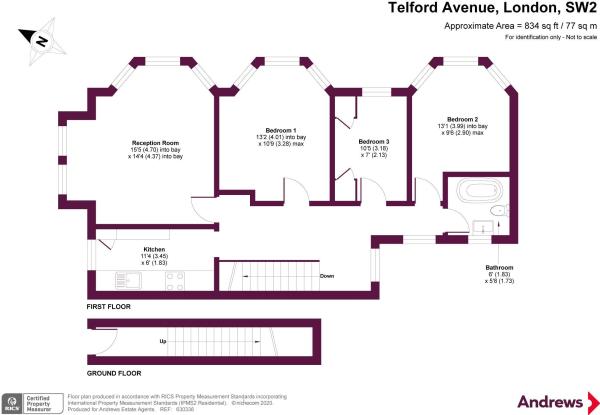 Telford Avenue, London, SW2
Approximate Area = 834 sq ft / 77 sq m
For identification only - Not to scale
N
Reception Room
15'5 (4.70) into bay
x 14'4 (4.37) into bay
Bedroom 1
13'2 (4.01) into bay
x 10'9 (3.28) max
Bedroom 3
10'5 (3.18)
x 7' (2.13)
Bedroom 2
13'1 (3.99) into bay
x 9'6 (2.90) max
Kitchen
11'4 (3.45)
x 6' (1.83)
Down
Bathroom
6' (1.83)
x 5'8 (1.73)
FIRST FLOOR
Up
GROUND FLOOR
RICS
Certified
Property
Measurer
Floor plan produced in accordance with RICS Property Measurement Standards incorporating
International Property Measurement Standards (IPMS2 Residential). ©nichecom 2020.
Produced for Andrews Estate Agents. REF: 630338
Andrews